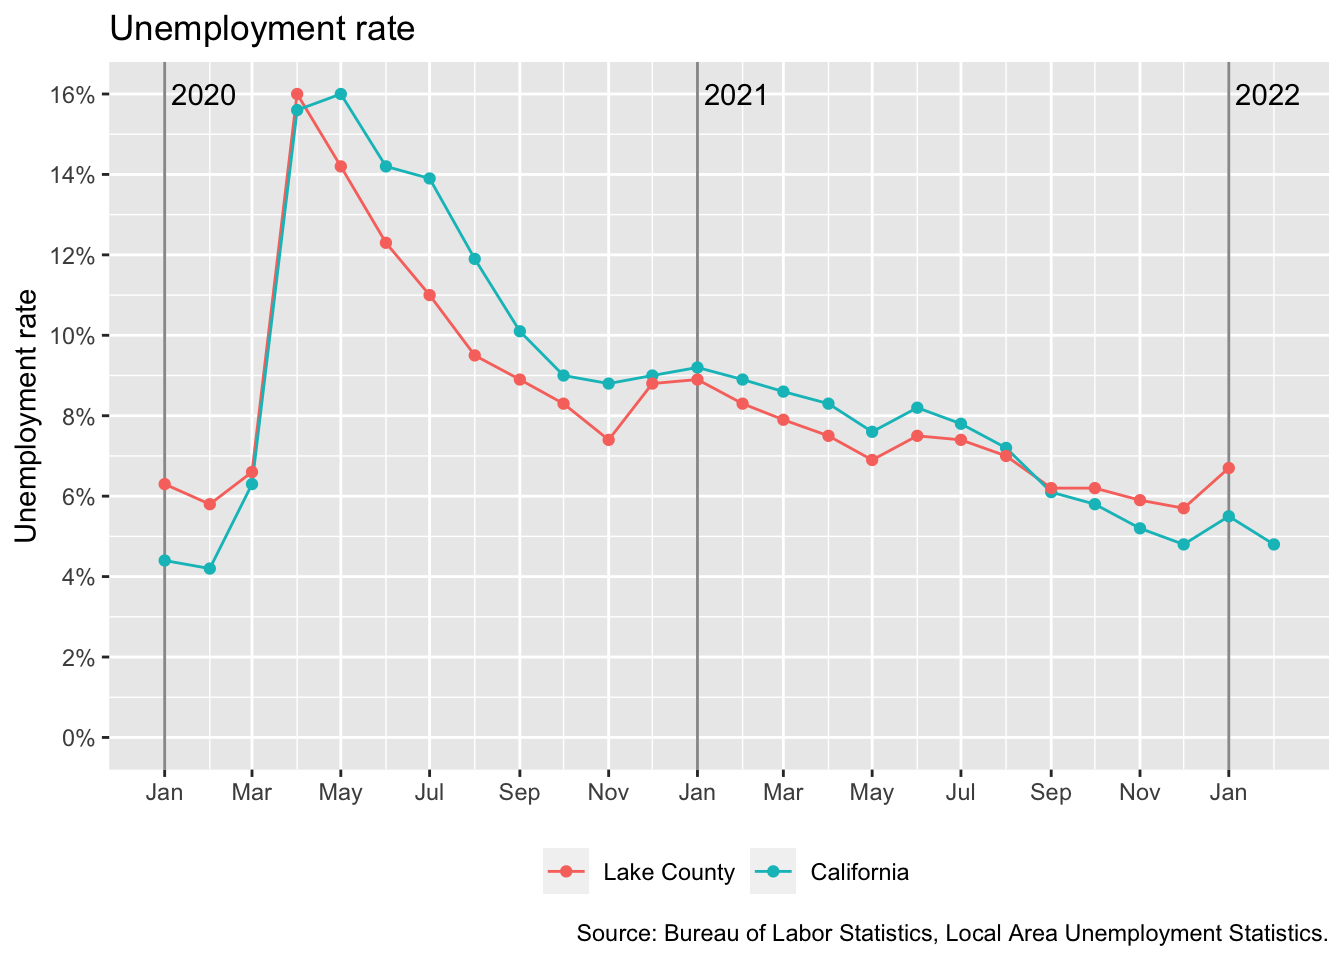 Unemployment rate
16%
14%
12%
10%
8%
6%
4%
2%
0%
Unemployment rate
2020
2021
2022
Jan Mar May Jul Sep Nov Jan Mar May Jul Sep Nov Jan
Lake County California
Source: Bureau of Labor Statistics, Local Area Unemployment Statistics.